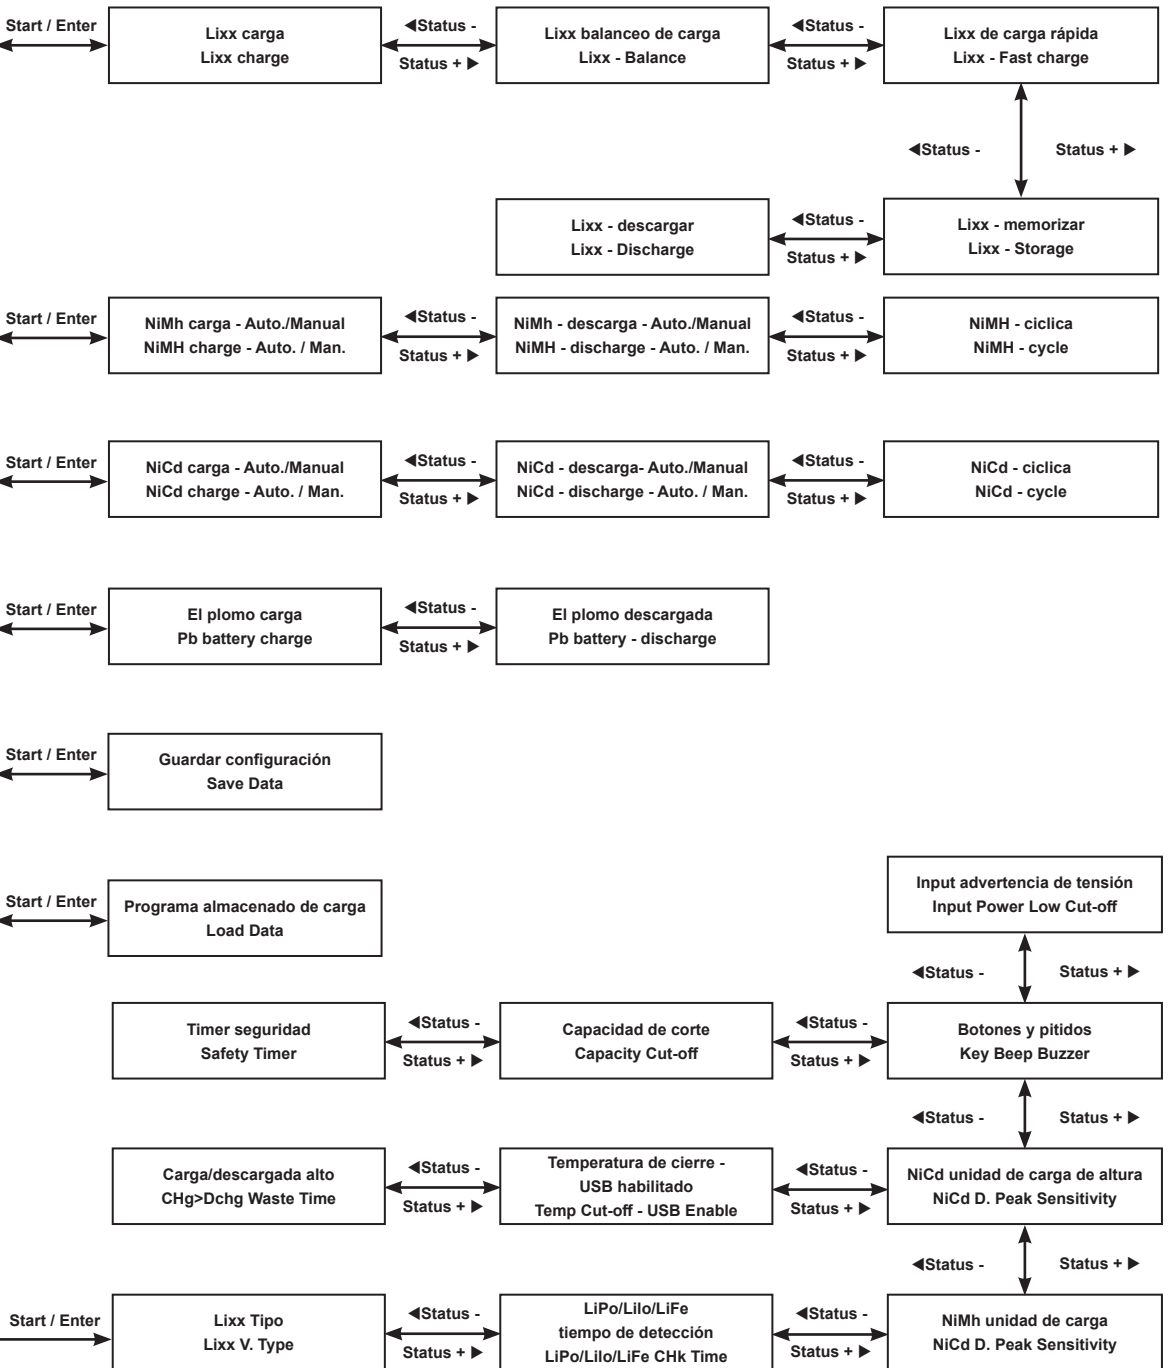 Start / Enter
Lixx carga
Lixx charge
◀Status -
Status + ▶
Lixx balanceo de carga
Lixx - Balance
◀Status -
Status + ▶
Lixx de carga rápida
Lixx - Fast charge
◀Status -
Status + ▶
Lixx - descargar
Lixx - Discharge
◀Status -
Status + ▶
Lixx - memorizar
Lixx - Storage
Start / Enter
NiMh carga - Auto./Manual
NiMH charge - Auto. / Man.
◀Status -
Status + ▶
NiMh - descarga - Auto./Manual
NiMH - discharge - Auto. / Man.
◀Status -
Status + ▶
NiMH - ciclica
NiMH - cycle
Start / Enter
NiCd carga - Auto./Manual
NiCd charge - Auto. / Man.
◀Status -
Status + ▶
NiCd - descarga- Auto./Manual
NiCd - discharge - Auto. / Man.
◀Status -
Status + ▶
NiCd - ciclica
NiCd - cycle
Start / Enter
El plomo carga
Pb battery charge
◀Status -
Status + ▶
El plomo descargada
Pb battery - discharge
Start / Enter
Guardar configuración
Save Data
Start / Enter
Programa almacenado de carga
Load Data
Input advertencia de tensión
Input Power Low Cut-off
◀Status -
Status + ▶
Timer seguridad
Safety Timer
◀Status -
Status + ▶
Capacidad de corte
Capacity Cut-off
◀Status -
Status + ▶
Botones y pitidos
Key Beep Buzzer
◀Status -
Status + ▶
Carga/descargada alto
CHg>Dchg Waste Time
◀Status -
Status + ▶
Temperatura de cierre -
USB habilitado
Temp Cut-off - USB Enable
◀Status -
Status + ▶
NiCd unidad de carga de altura
NiCd D. Peak Sensitivity
◀Status -
Status + ▶
Start / Enter
Lixx Tipo
Lixx V. Type
◀Status -
Status + ▶
LiPo/Lilo/LiFe
tiempo de detección
LiPo/Lilo/LiFe CHk Time
◀Status -
Status + ▶
NiMh unidad de carga
NiCd D. Peak Sensitivity